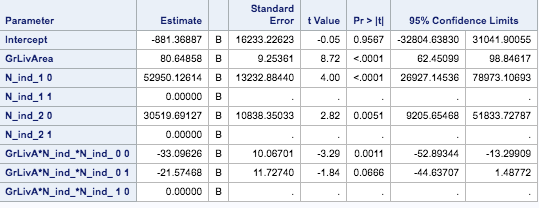 Parameter Estimate Standard Error t Value Pr > |t| 95% Confidence Limits
Intercept -881.36887 B 16233.22623 -0.05 0.9567 -32804.63830 31041.90055
GrLivArea 80.64858 B 9.25361 8.72 <.0001 62.45099 98.84617
N_ind_1 0 52950.12614 B 13232.88440 4.00 <.0001 26927.14536 78973.10693
N_ind_1 1 0.00000 B . . . . .
N_ind_2 0 30519.69127 B 10838.35033 2.82 0.0051 9205.65468 51833.72787
N_ind_2 1 0.00000 B . . . . .
GrLivA*N_ind_*N_ind_ 0 0 -33.09626 B 10.06701 -3.29 0.0011 -52.89344 -13.29909
GrLivA*N_ind_*N_ind_ 0 1 -21.57468 B 11.72740 -1.84 0.0666 -44.63707 1.48772
GrLivA*N_ind_*N_ind_ 1 0 0.00000 B . . . . .